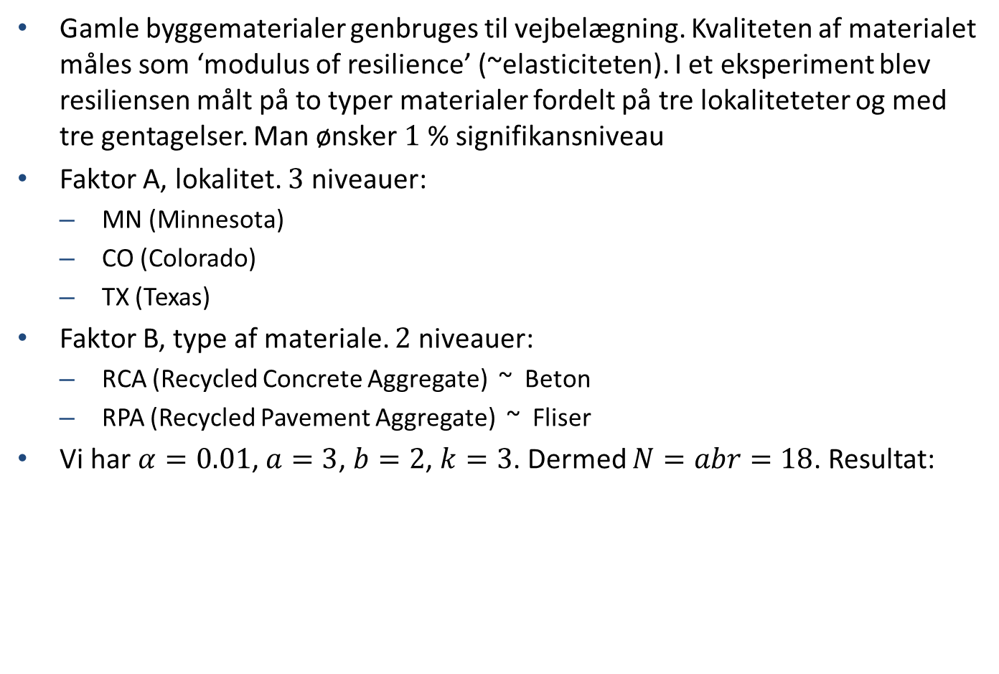 • Gamle byggematerialer genbruges til vejbelægning. Kvaliteten af materialet
måles som ‘modulus of resilience’ (~elasticiteten). I et eksperiment blev
resiliensen målt på to typer materialer fordelt på tre lokaliteteter og med
tre gentagelser. Man ønsker 1 % signifikansniveau
• Faktor A, lokalitet. 3 niveauer:
– MN (Minnesota)
– CO (Colorado)
– TX (Texas)
• Faktor B, type af materiale. 2 niveauer:
– RCA (Recycled Concrete Aggregate) ~ Beton
– RPA (Recycled Pavement Aggregate) ~ Fliser
• Vi har α = 0.01, a = 3, b = 2, k = 3. Dermed N = abr = 18. Resultat: